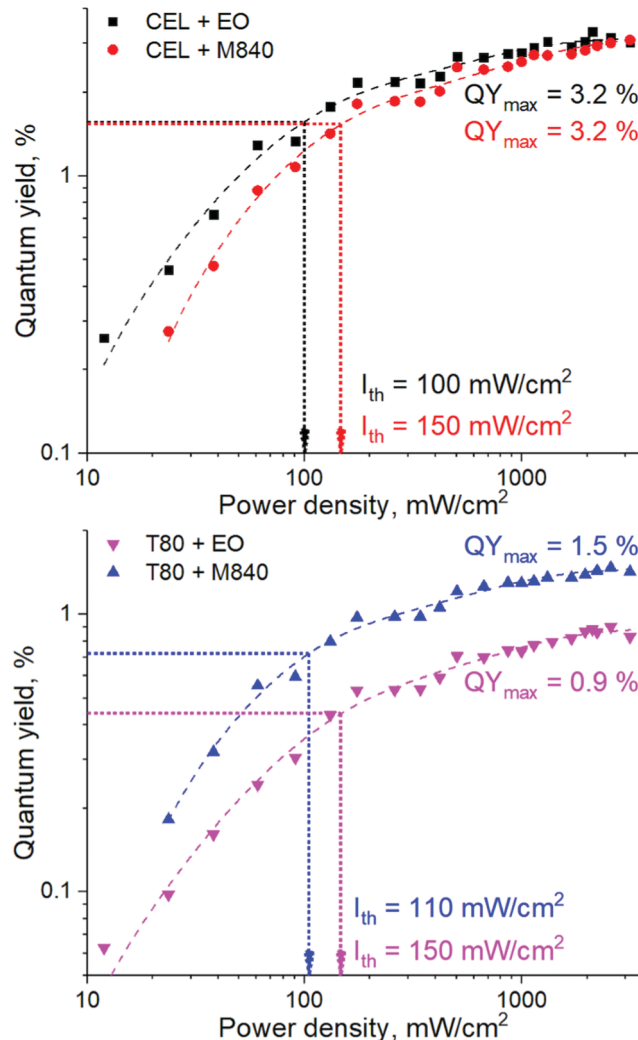 CEL + EO
CEL + M840
QYmax = 3.2 %
QYmax = 3.2 %
1
Quantum yield, %
Ith = 100 mW/cm2
Ith = 150 mW/cm2
0.1
10
100
1000
Power density, mW/cm2
T80 + EO
T80 + M840
QYmax = 1.5 %
1
QYmax = 0.9 %
Quantum yield, %
0.1
Ith = 110 mW/cm2
Ith = 150 mW/cm2
10
100
1000
Power density, mW/cm2